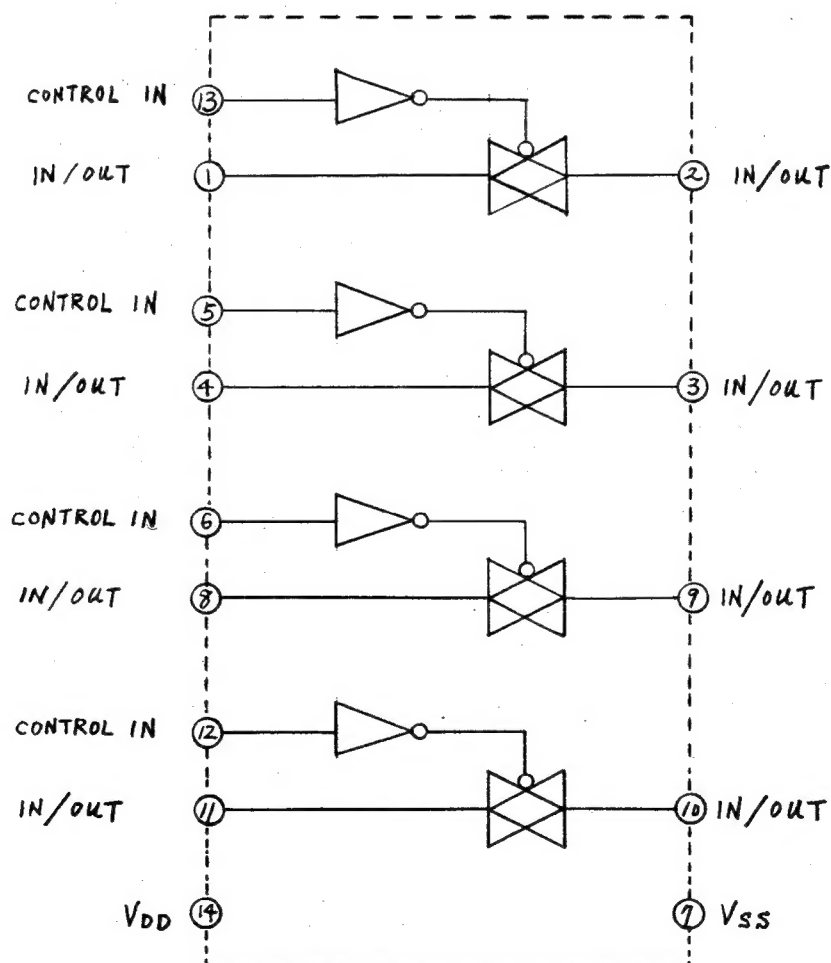 CONTROL IN 13
IN/OUT 1 2 IN/OUT
CONTROL IN 5
IN/OUT 4 3 IN/OUT
CONTROL IN 6
IN/OUT 8 9 IN/OUT
CONTROL IN 12
IN/OUT 11 10 IN/OUT
VDD 14 7 VSS